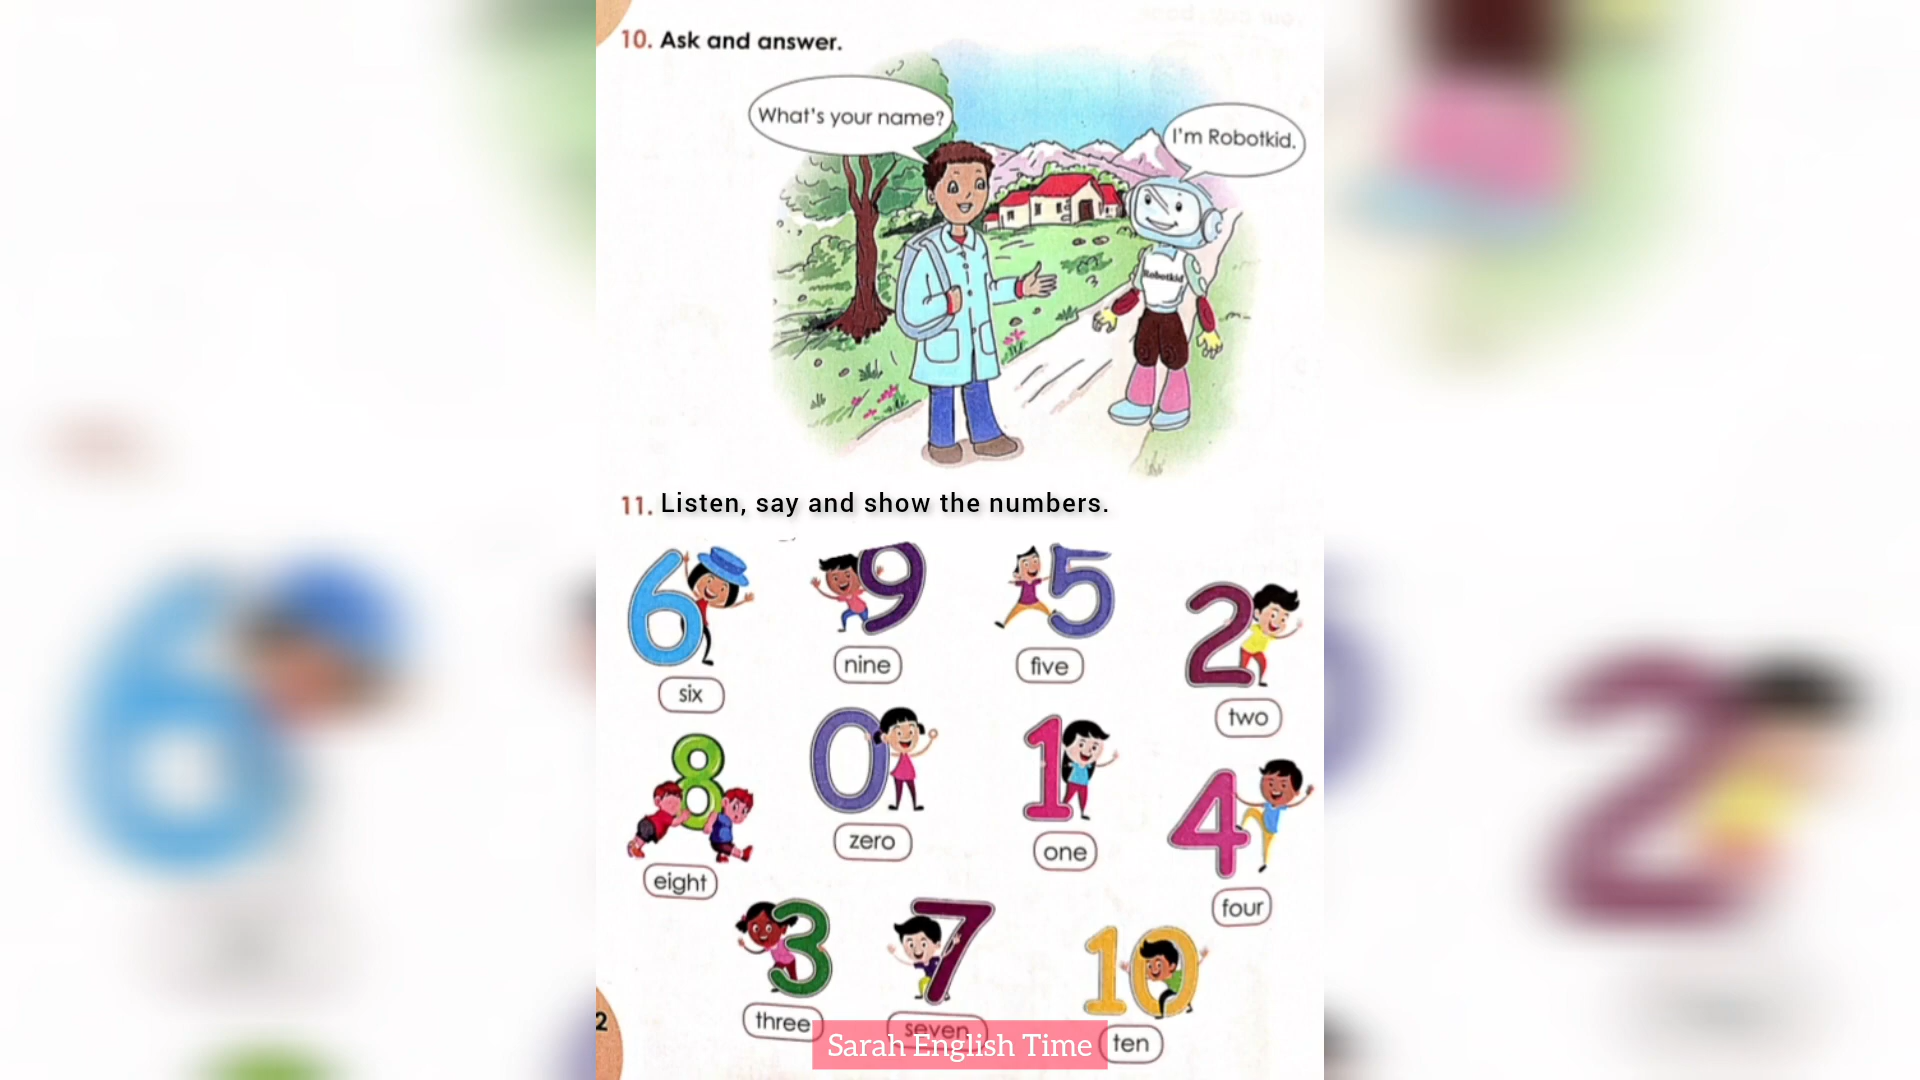 10. Ask and answer.
What's your name?
I'm Robotkid.
Robotkid
11. Listen, say and show the numbers.
6 9 5 2
six nine five two
8 0 1 4
eight zero one four
3 7 10
three seven ten
2
Sarah English Time